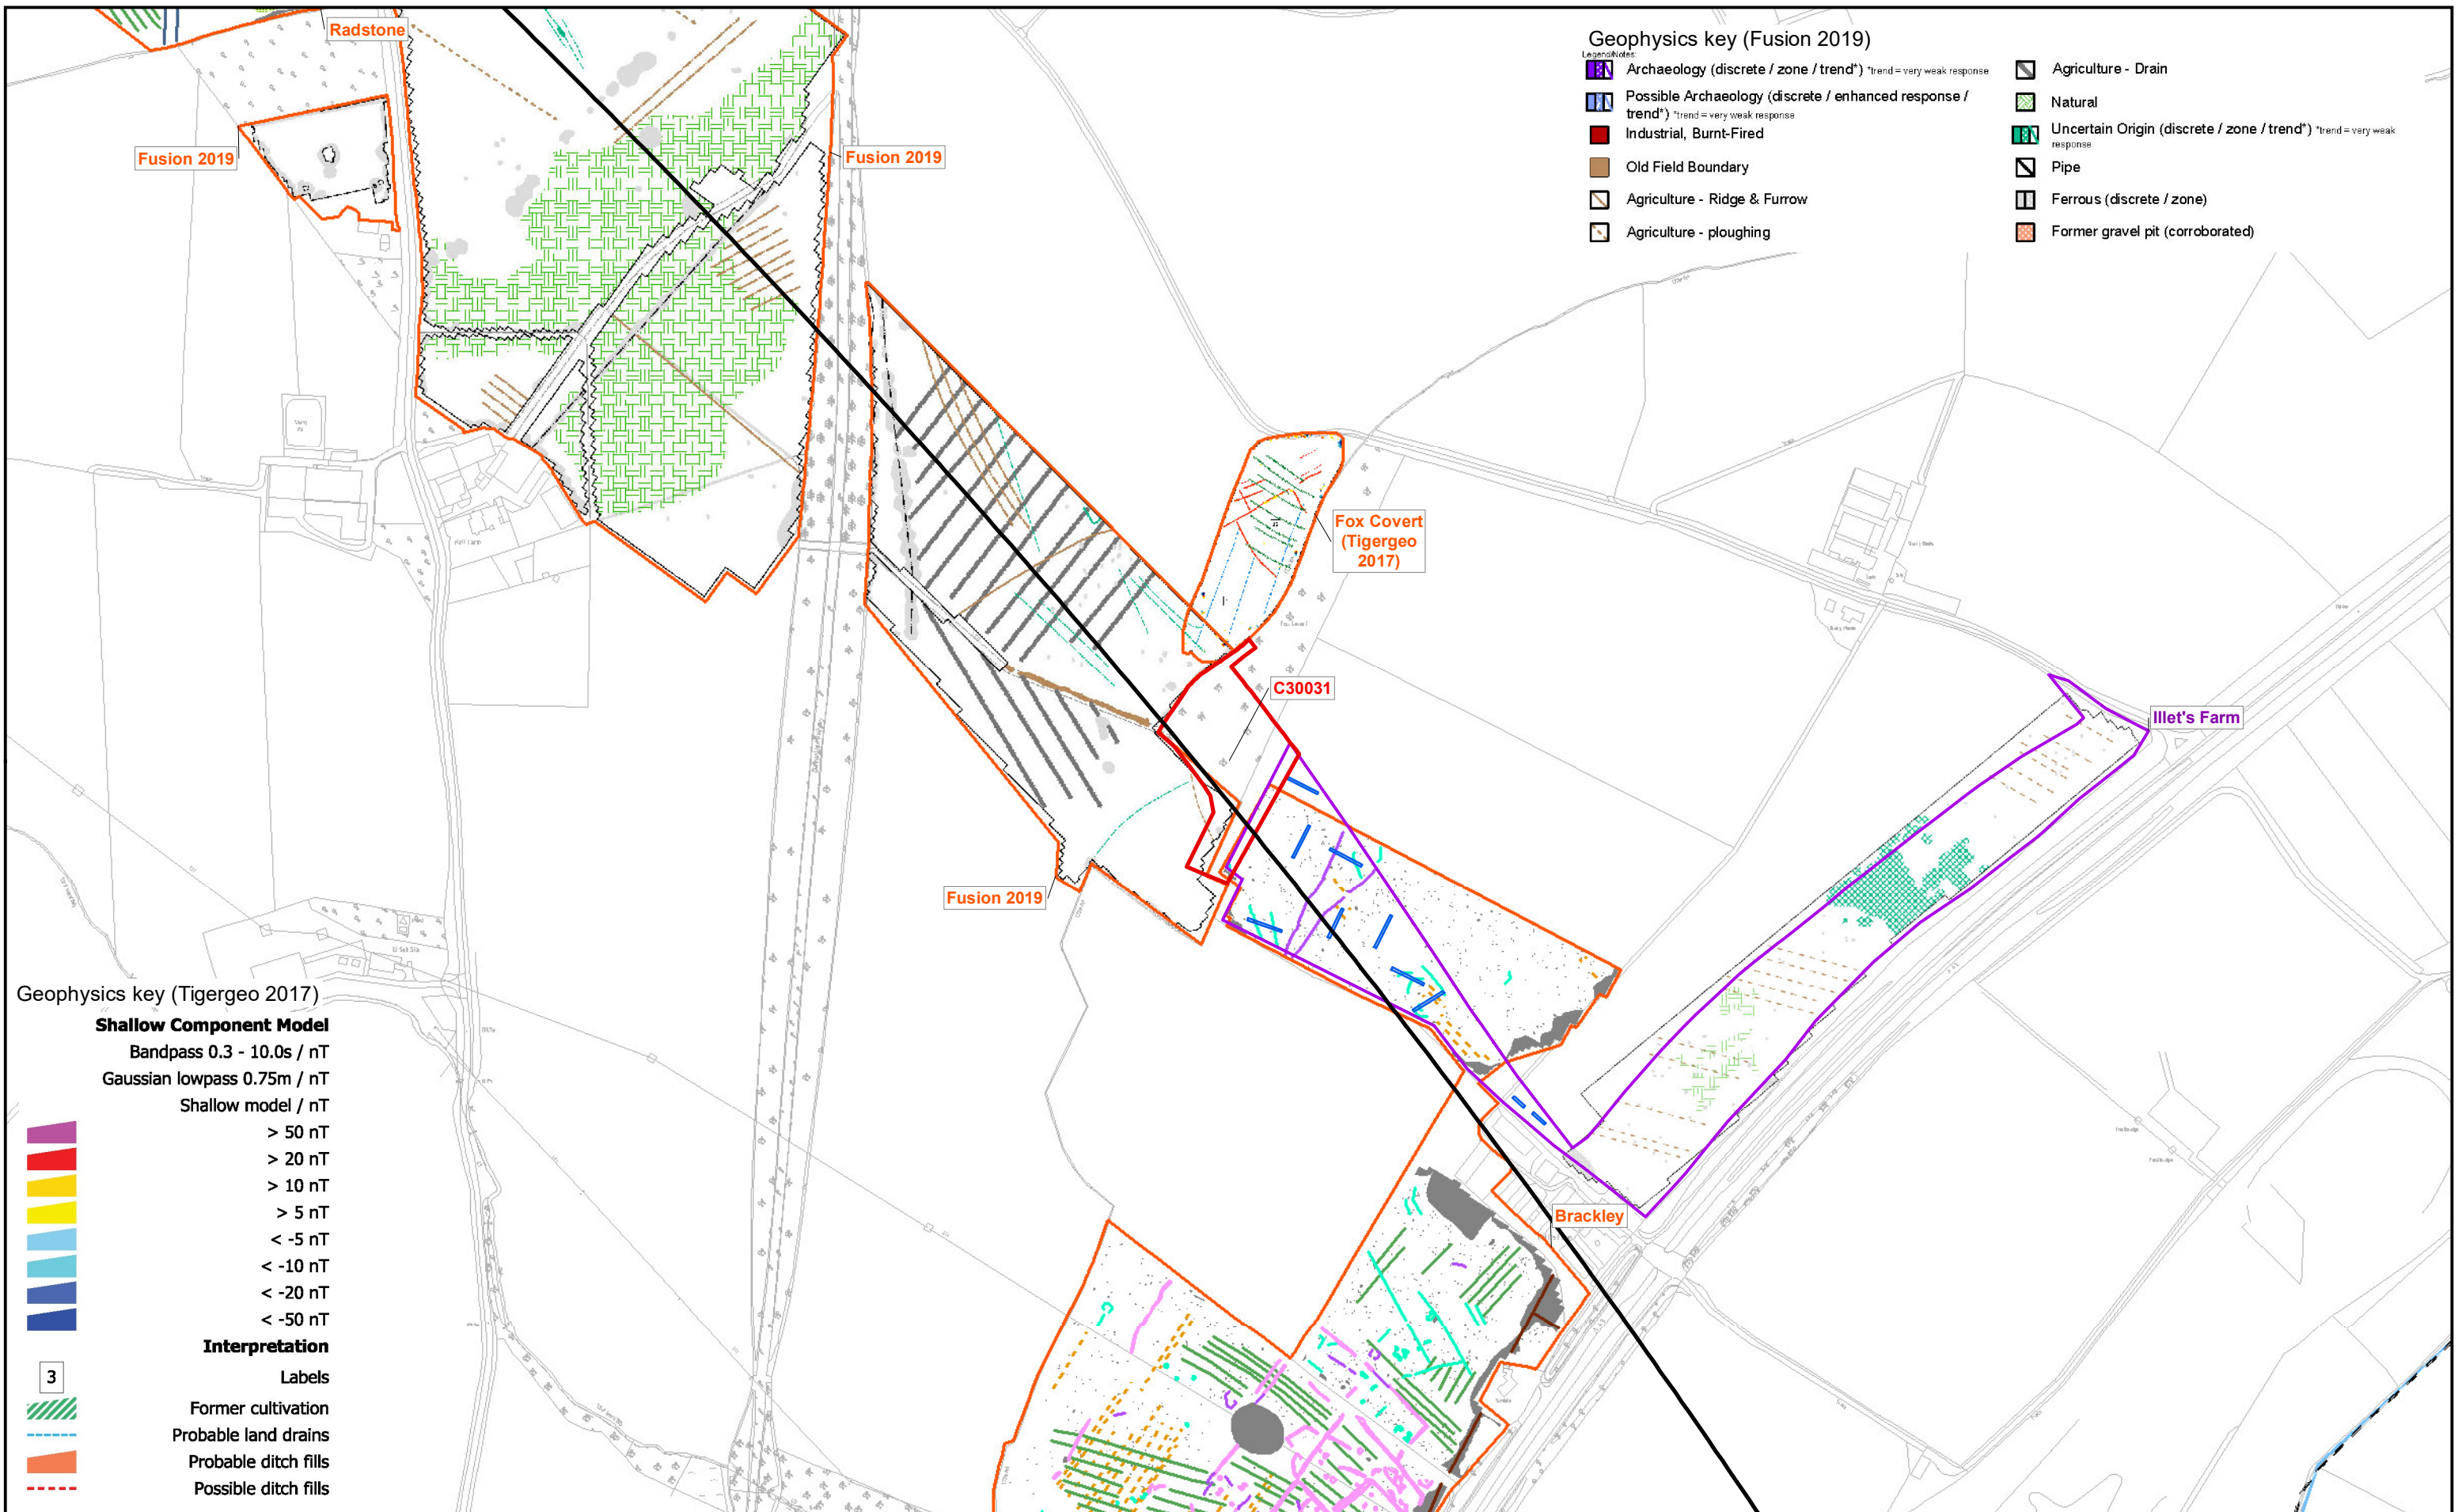 Radstone
Fusion 2019
Fusion 2019
Geophysics key (Fusion 2019)
Legend/Notes:
Archaeology (discrete / zone / trend*) *trend = very weak response
Possible Archaeology (discrete / enhanced response /
trend*) *trend = very weak response
Industrial, Burnt-Fired
Old Field Boundary
Agriculture - Ridge & Furrow
Agriculture - ploughing
Agriculture - Drain
Natural
Uncertain Origin (discrete / zone / trend*) *trend = very weak
response
Pipe
Ferrous (discrete / zone)
Former gravel pit (corroborated)
Fox Covert
(Tigergeo
2017)
C30031
Illet's Farm
Fusion 2019
Brackley
Geophysics key (Tigergeo 2017)
Shallow Component Model
Bandpass 0.3 - 10.0s / nT
Gaussian lowpass 0.75m / nT
Shallow model / nT
> 50 nT
> 20 nT
> 10 nT
> 5 nT
< -5 nT
< -10 nT
< -20 nT
< -50 nT
Interpretation
3 Labels
Former cultivation
Probable land drains
Probable ditch fills
Possible ditch fills